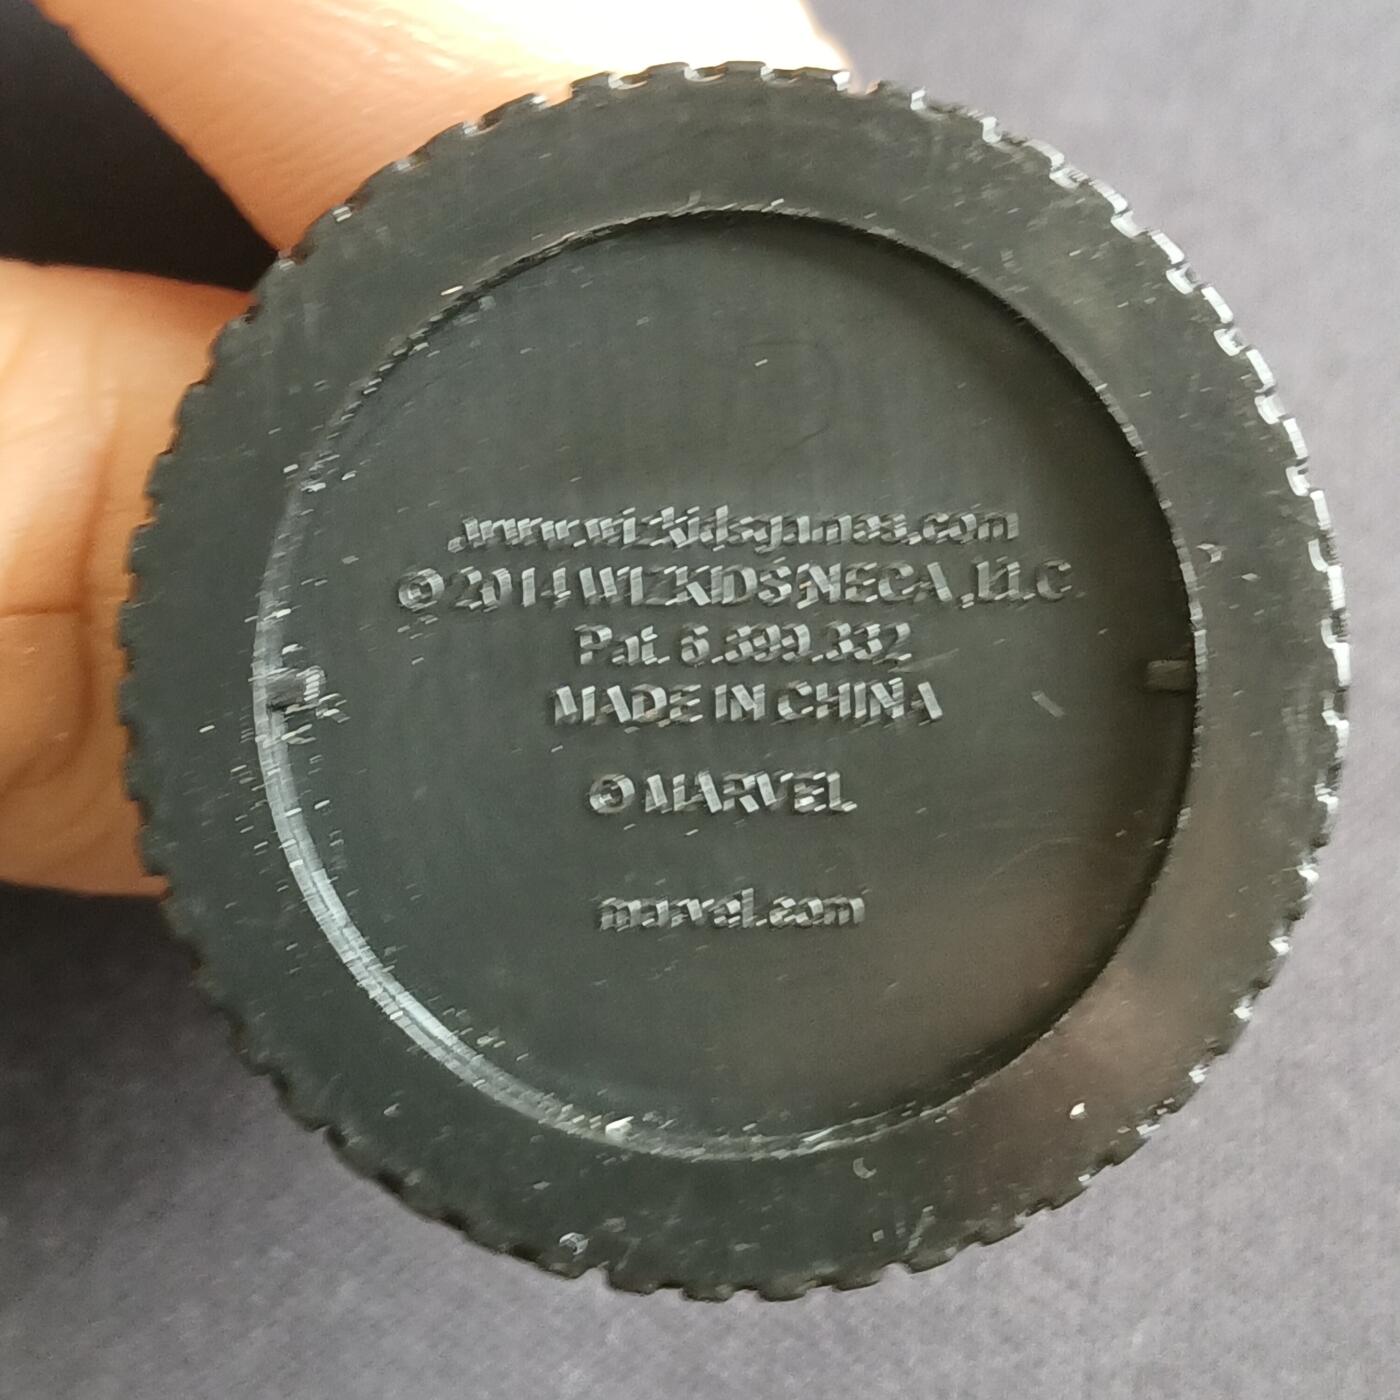 www.wizkidsgames.com
© 2014 WIZKIDS/NECA, LLC.
Pat. 6.899.332
MADE IN CHINA
© MARVEL
marvel.com